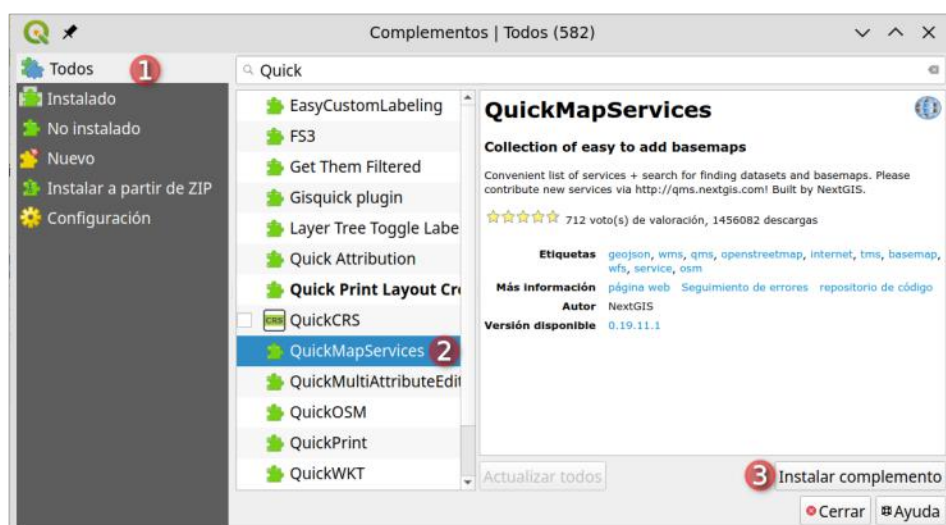 Complementos | Todos (582)
Todos 1
Instalado
No instalado
Nuevo
Instalar a partir de ZIP
Configuración
Quick
EasyCustomLabeling
FS3
Get Them Filtered
Gisquick plugin
Layer Tree Toggle Labe
Quick Attribution
Quick Print Layout Cre
CRS QuickCRS
QuickMapServices 2
QuickMultiAttributeEdit
QuickOSM
QuickPrint
QuickWKT
QuickMapServices
Collection of easy to add basemaps
Convenient list of services + search for finding datasets and basemaps. Please
contribute new services via http://qms.nextgis.com! Built by NextGIS.
712 voto(s) de valoración, 1456082 descargas
Etiquetas geojson, wms, qms, openstreetmap, internet, tms, basemap,
wfs, service, osm
Más información página web Seguimiento de errores repositorio de código
Autor NextGIS
Versión disponible 0.19.11.1
Actualizar todos
3 Instalar complemento
Cerrar Ayuda